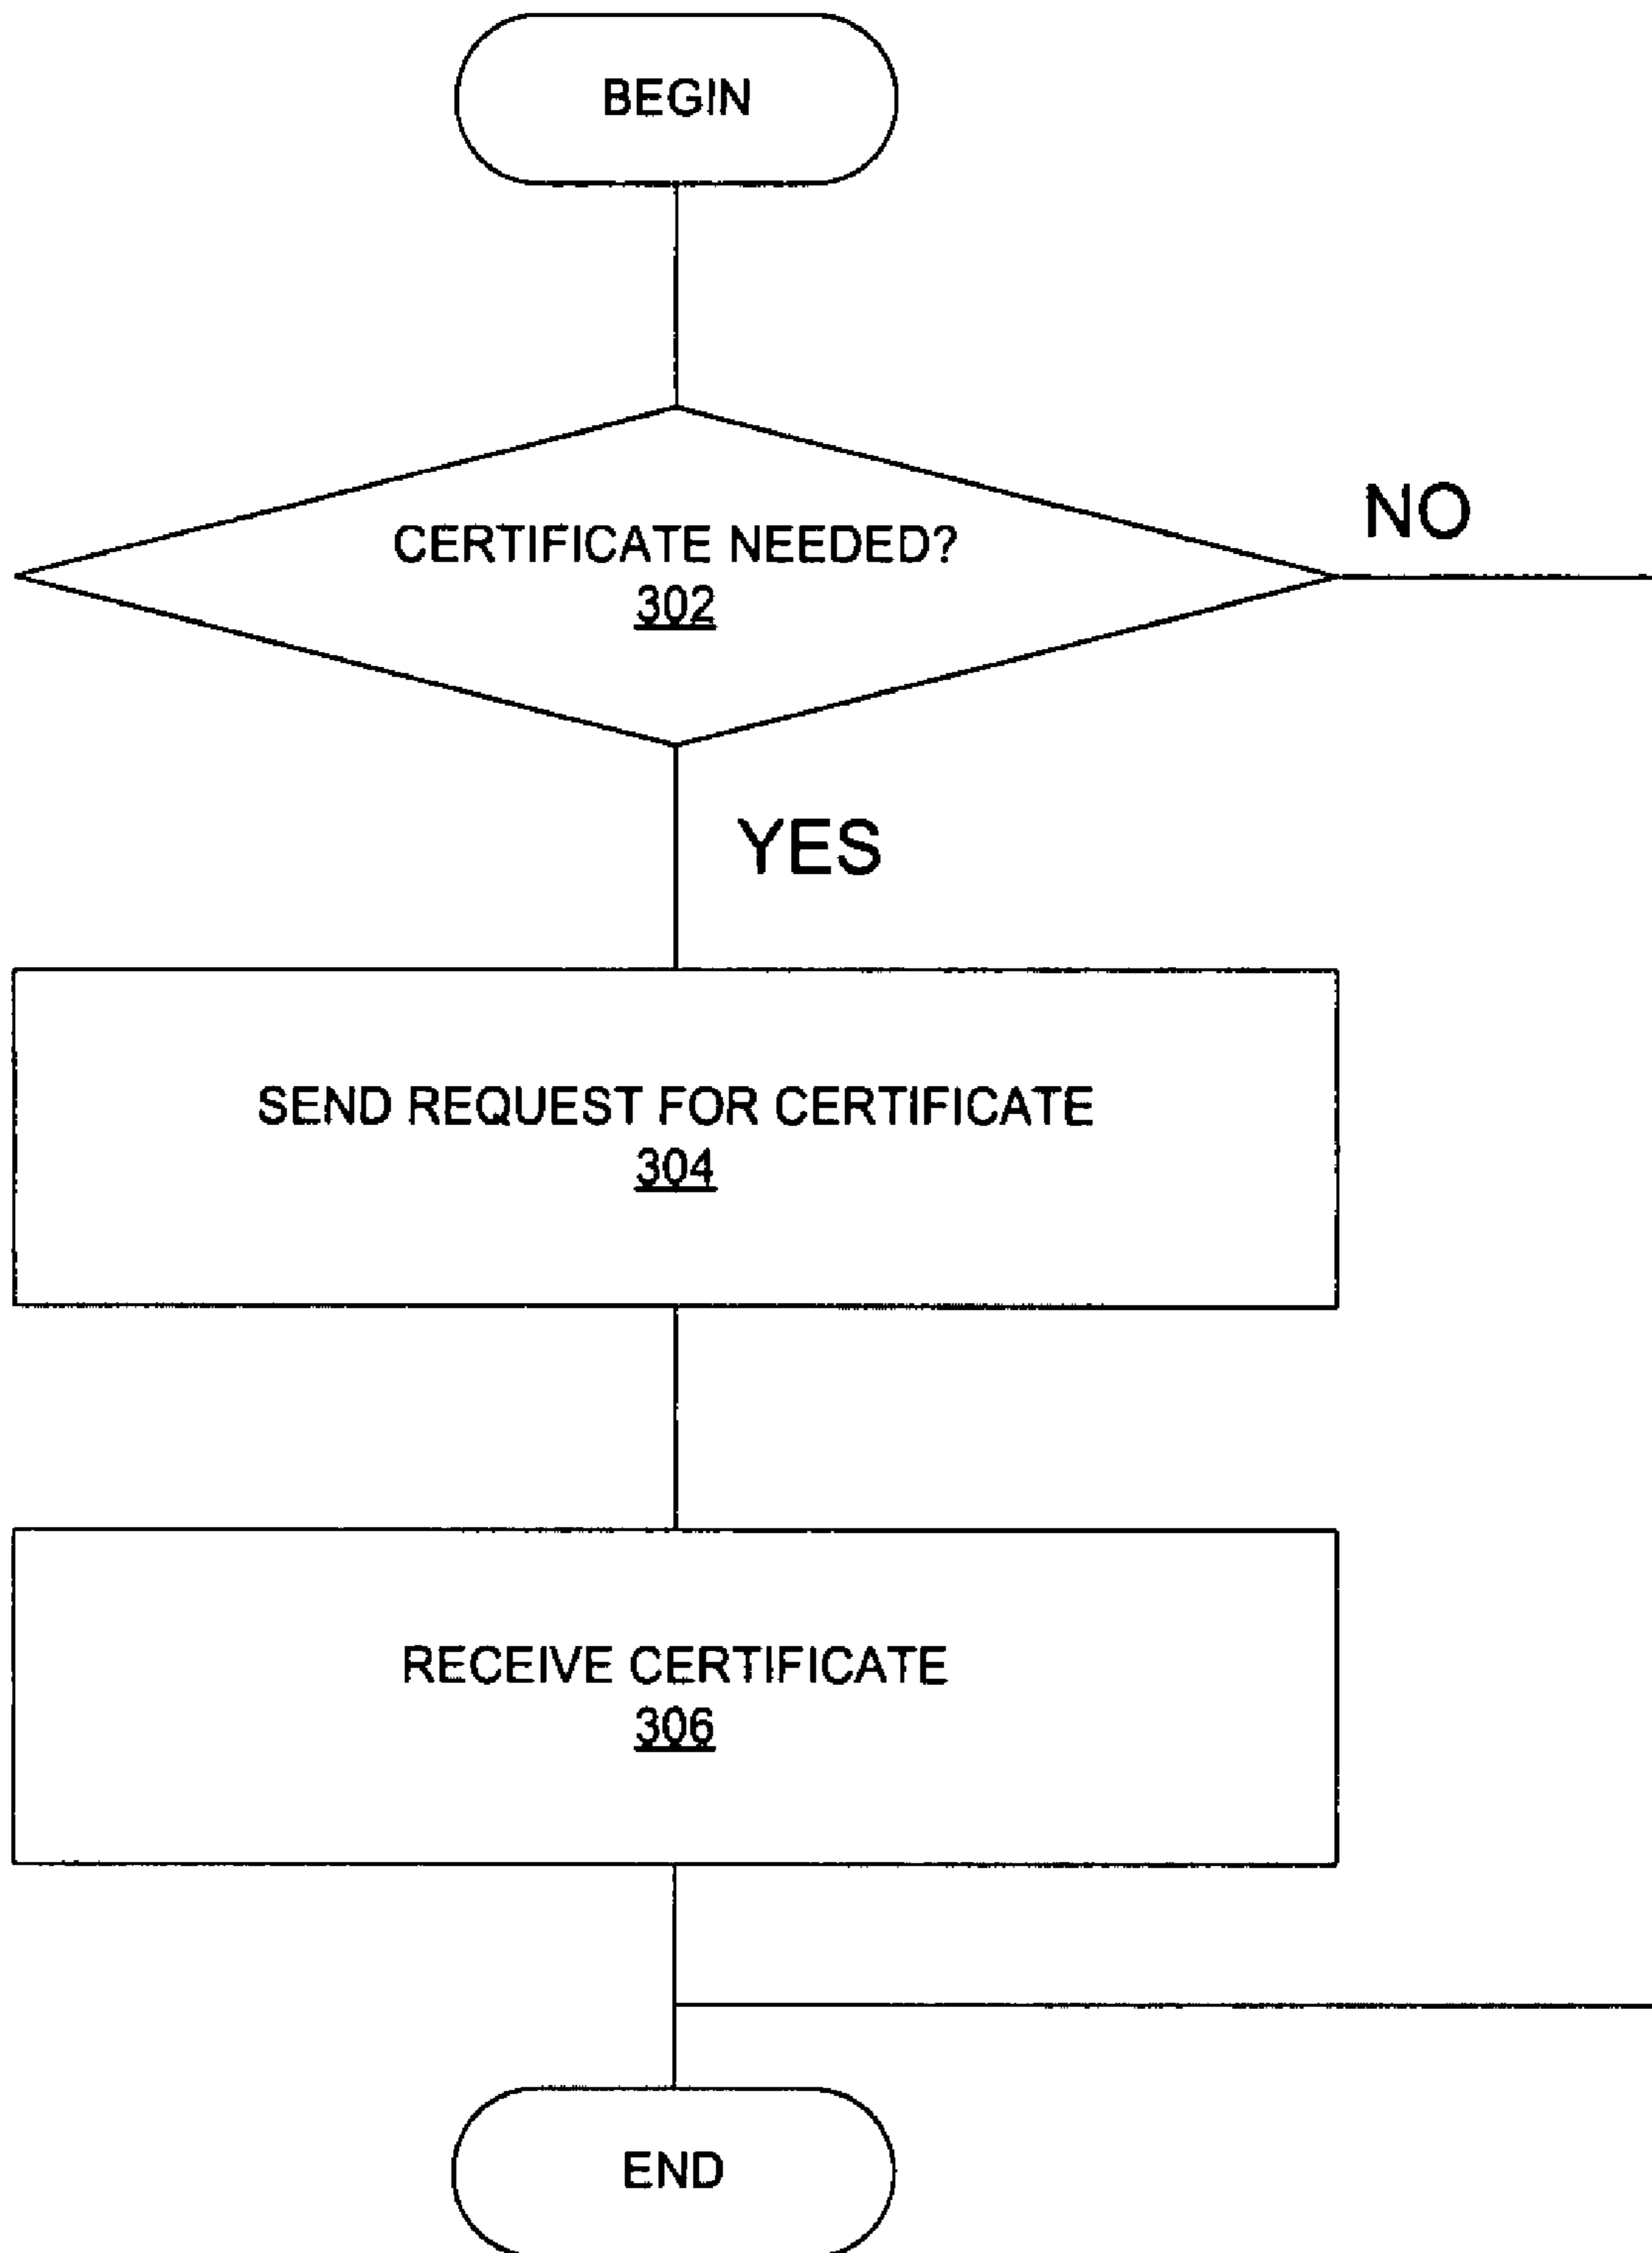 BEGIN
CERTIFICATE NEEDED?
302
NO
YES
SEND REQUEST FOR CERTIFICATE
304
RECEIVE CERTIFICATE
306
END